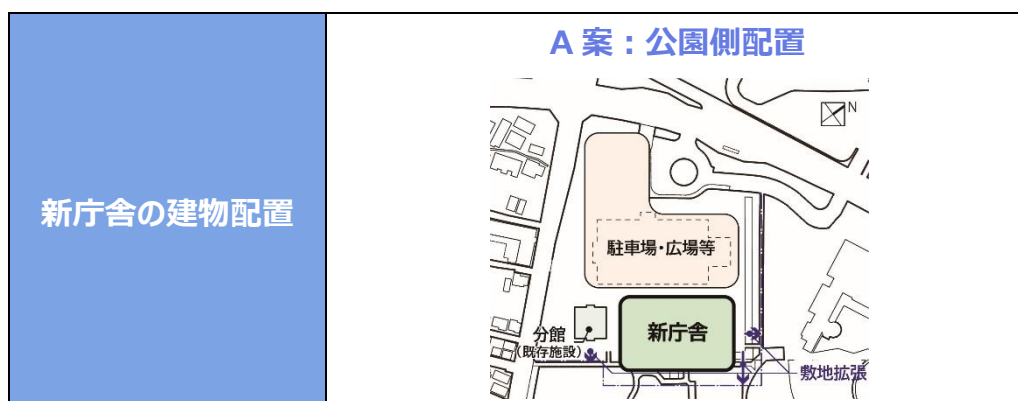 新庁舎の建物配置
A 案：公園側配置
N
駐車場・広場等
新庁舎
分館
(既存施設)
敷地拡張